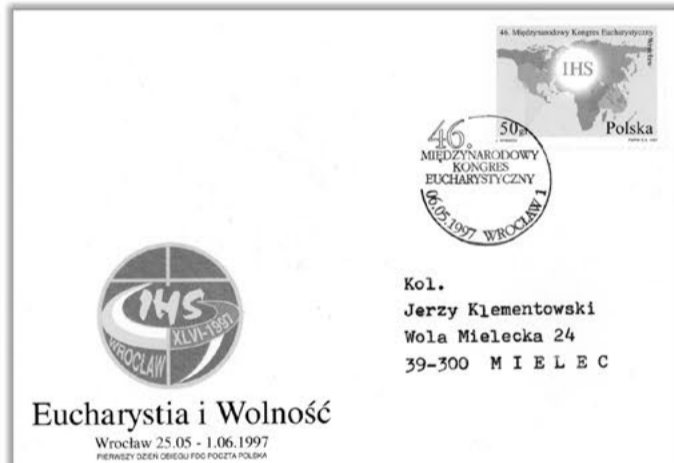 46. Międzynarodowy Kongres Eucharystyczny
Wrocław
IHS
50gr
Polska
46.
MIĘDZYNARODOWY
KONGRES
EUCHARYSTYCZNY
06.05.1997 WROCŁAW 1
IHS
XLVI-1997
WROCŁAW
Kol.
Jerzy Klementowski
Wola Mielecka 24
39-300 M I E L E C
Eucharystia i Wolność
Wrocław 25.05 - 1.06.1997
PIERWSZY DZIEŃ OBIEGU FDC POCZTA POLSKA